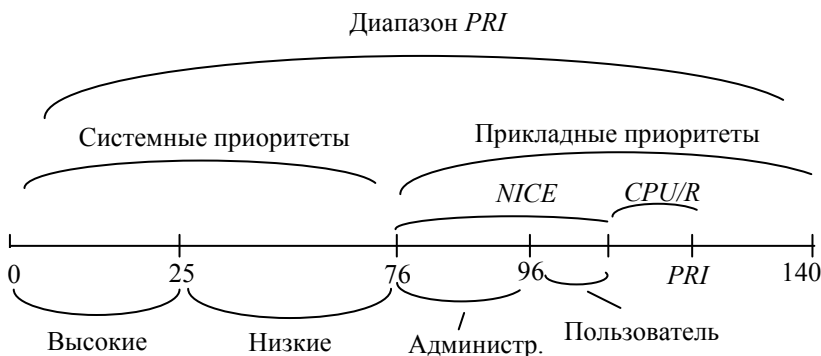 Диапазон PRI
Системные приоритеты
Прикладные приоритеты
NICE
CPU/R
0
25
76
96
PRI
140
Высокие
Низкие
Администр.
Пользователь